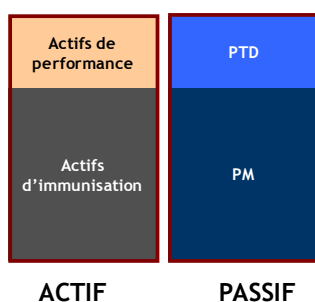 Actifs de
performance
PTD
Actifs
d'immunisation
PM
ACTIF
PASSIF